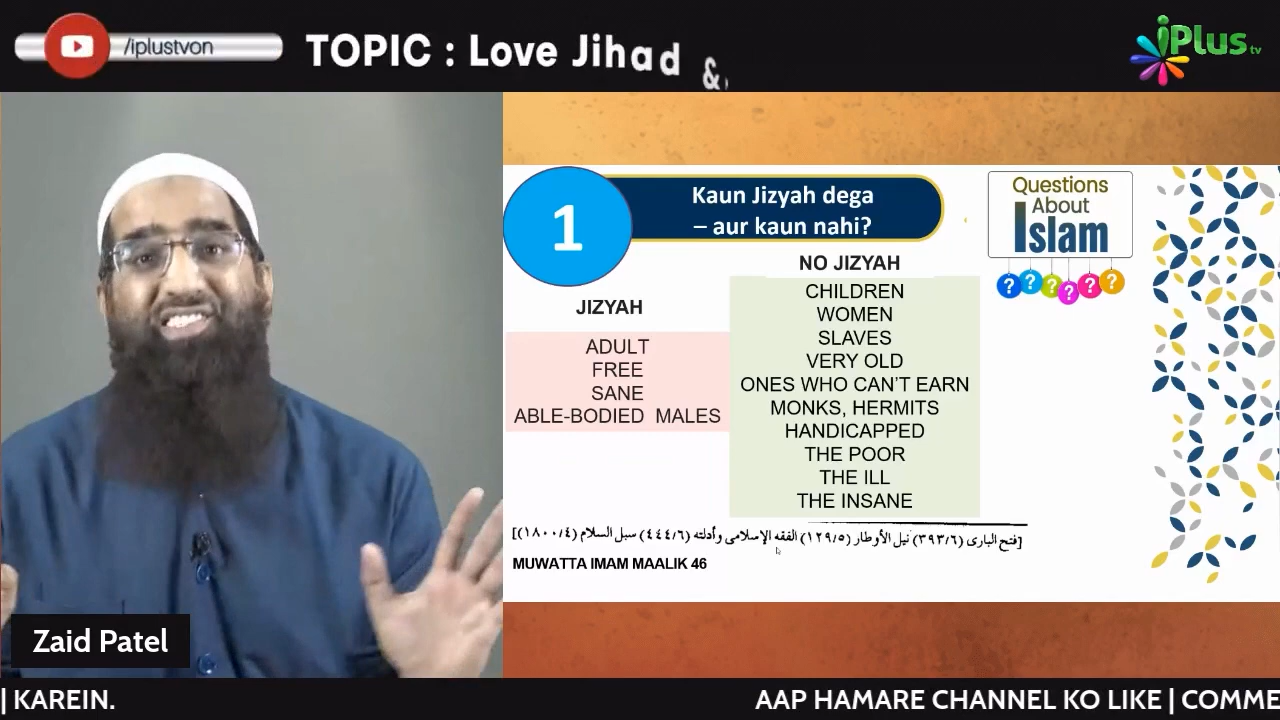 /iplustvon
TOPIC : Love Jihad &
iPlus tv
1
Kaun Jizyah dega
– aur kaun nahi?
Questions
About
Islam
? ? ? ? ? ?
JIZYAH
ADULT
FREE
SANE
ABLE-BODIED MALES
NO JIZYAH
CHILDREN
WOMEN
SLAVES
VERY OLD
ONES WHO CAN'T EARN
MONKS, HERMITS
HANDICAPPED
THE POOR
THE ILL
THE INSANE
[فتح البارى (٣٩٣/٦) نيل الأوطار (١٢٩/٥) الفقه الإسلامى وأدلته (٤٤٤/٦) سبل السلام (١٨٠٠/٤)]
MUWATTA IMAM MAALIK 46
Zaid Patel
| KAREIN.
AAP HAMARE CHANNEL KO LIKE | COMME